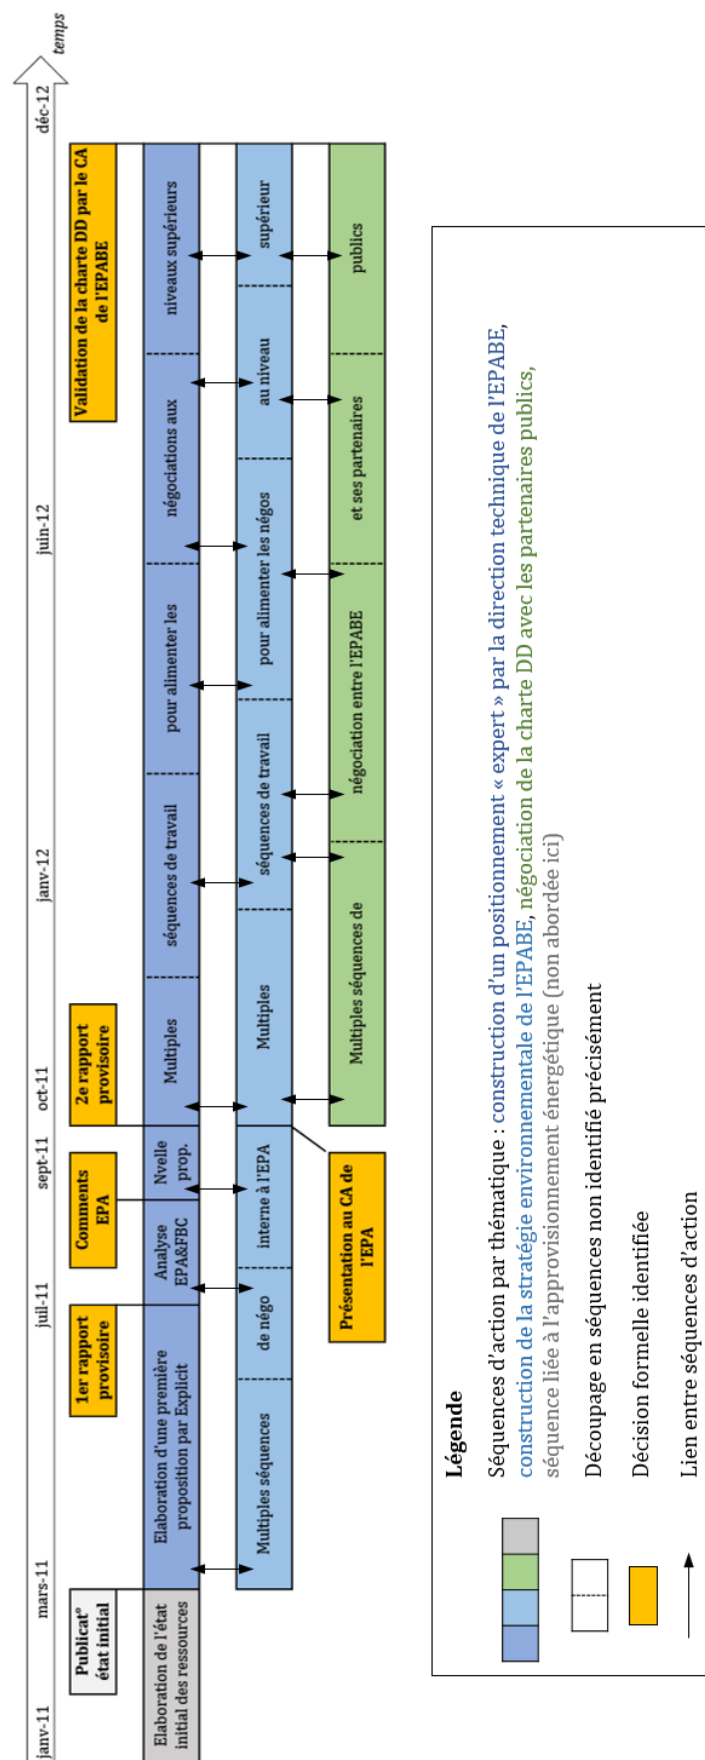 janv-11
mars-11
juil-11
sept-11
oct-11
janv-12
juin-12
déc-12
temps
Publicat°
état initial
1er rapport
provisoire
Comments
EPA
2e rapport
provisoire
Validation de la charte DD par le CA
de l'EPABE
Elaboration de l'état
initial des ressources
Elaboration d'une première
proposition par Explicit
Analyse
EPA&FBC
Nvelle
prop.
Multiples
séquences de travail
pour alimenter les
négociations aux
niveaux supérieurs
Multiples séquences
de négo
interne à l'EPA
Multiples
séquences de travail
pour alimenter les négos
au niveau
supérieur
Présentation au CA de
l'EPA
Multiples séquences de
négociation entre l'EPABE
et ses partenaires
publics
Légende
Séquences d'action par thématique : construction d'un positionnement « expert » par la direction technique de l'EPABE,
construction de la stratégie environnementale de l'EPABE, négociation de la charte DD avec les partenaires publics,
séquence liée à l'approvisionnement énergétique (non abordée ici)
Découpage en séquences non identifié précisément
Décision formelle identifiée
Lien entre séquences d'action